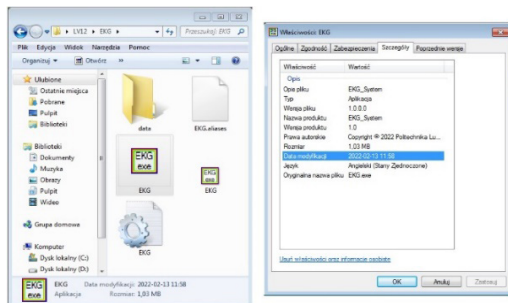 LV12 ▸ EKG ▸
Przeszukaj: EKG
Plik Edycja Widok Narzędzia Pomoc
Organizuj Otwórz »
Ulubione
Ostatnie miejsca
Pobrane
Pulpit
Biblioteki
Biblioteki
Dokumenty
Muzyka
Obrazy
Pulpit
Wideo
Grupa domowa
Komputer
Dysk lokalny (C:)
Dysk lokalny (D:)
data
EKG.aliases
EKG
exe
EKG
EKG
exe
EKG
EKG
EKG
exe
EKG Data modyfikacji: 2022-02-13 11:58
Aplikacja Rozmiar: 1,03 MB
Właściwości: EKG
Ogólne Zgodność Zabezpieczenia Szczegóły Poprzednie wersje
Właściwość Wartość
Opis
Opis pliku EKG_System
Typ Aplikacja
Wersja pliku 1.0.0.0
Nazwa produktu EKG_System
Wersja produktu 1.0
Prawa autorskie Copyright © 2022 Politechnika Lu...
Rozmiar 1,03 MB
Data modyfikacji 2022-02-13 11:58
Język Angielski (Stany Zjednoczone)
Oryginalna nazwa pliku EKG.exe
Usuń właściwości oraz informacje osobiste
OK Anuluj Zastosuj